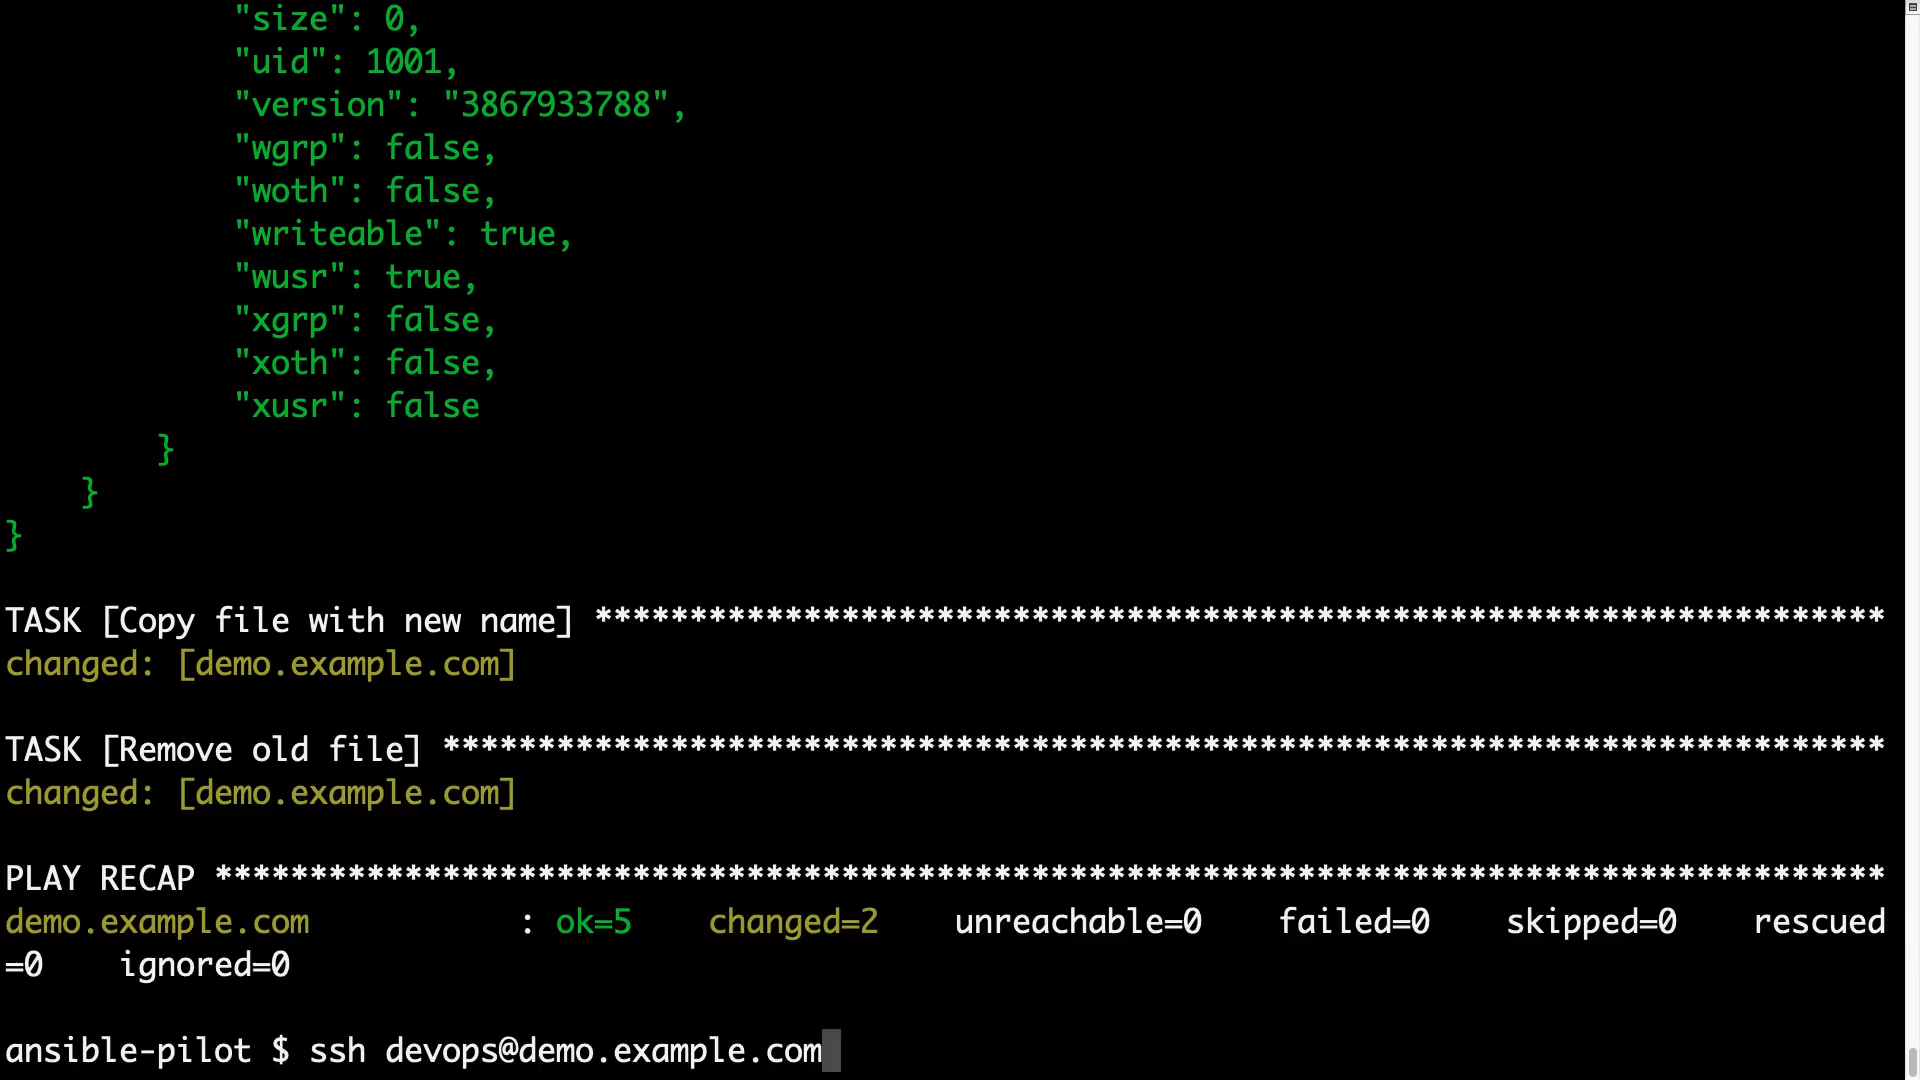 "size": 0,
"uid": 1001,
"version": "3867933788",
"wgrp": false,
"woth": false,
"writeable": true,
"wusr": true,
"xgrp": false,
"xoth": false,
"xusr": false
}
}
}
TASK [Copy file with new name] ********************************************************************
changed: [demo.example.com]
TASK [Remove old file] ****************************************************************************
changed: [demo.example.com]
PLAY RECAP ****************************************************************************************
demo.example.com : ok=5 changed=2 unreachable=0 failed=0 skipped=0 rescued
=0 ignored=0
ansible-pilot $ ssh devops@demo.example.com